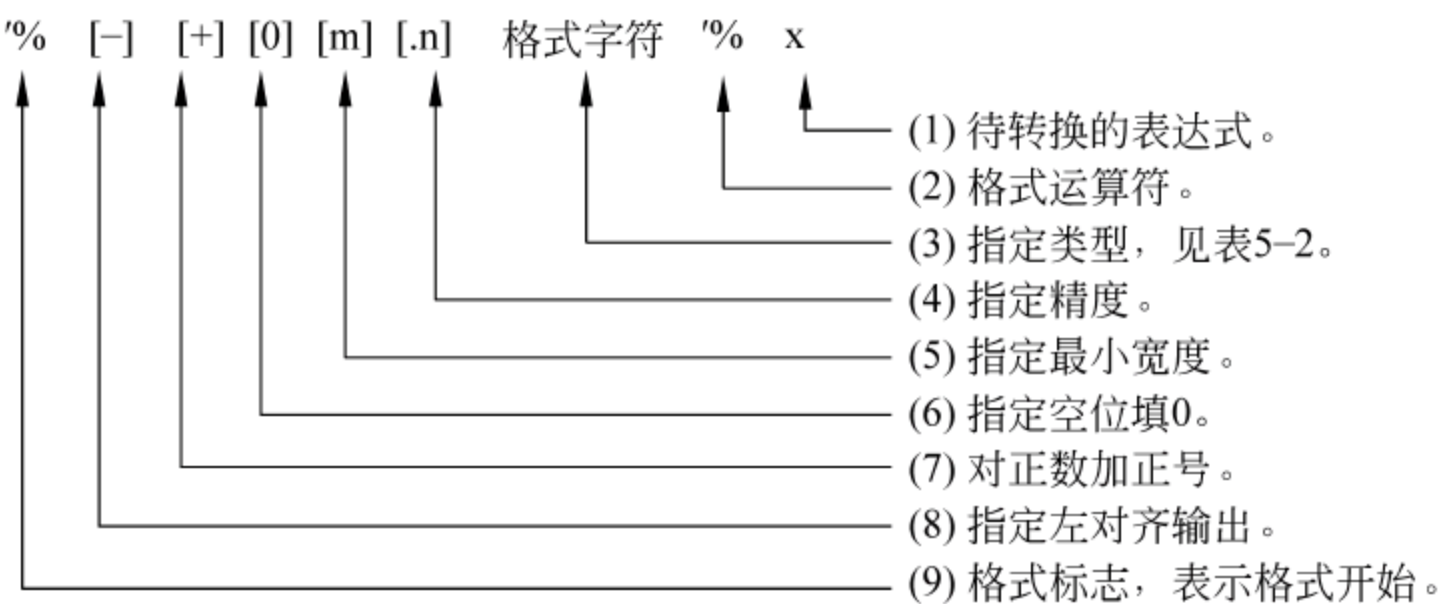 '% [–] [+] [0] [m] [.n] 格式字符 '% x
(1) 待转换的表达式。
(2) 格式运算符。
(3) 指定类型，见表5–2。
(4) 指定精度。
(5) 指定最小宽度。
(6) 指定空位填0。
(7) 对正数加正号。
(8) 指定左对齐输出。
(9) 格式标志，表示格式开始。